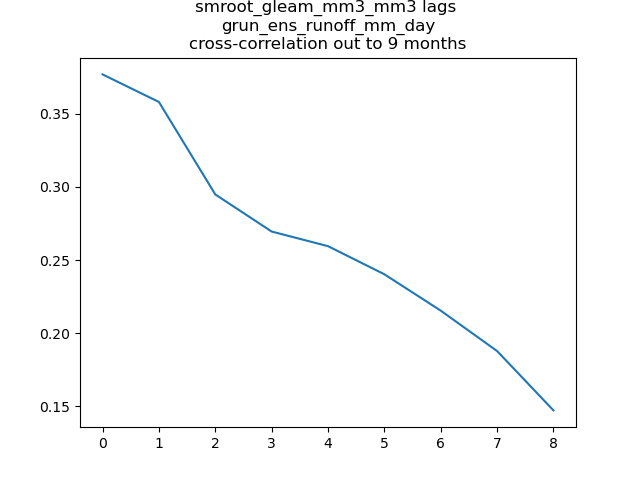 smroot_gleam_mm3_mm3 lags
grun_ens_runoff_mm_day
cross-correlation out to 9 months
0.35
0.30
0.25
0.20
0.15
0 1 2 3 4 5 6 7 8